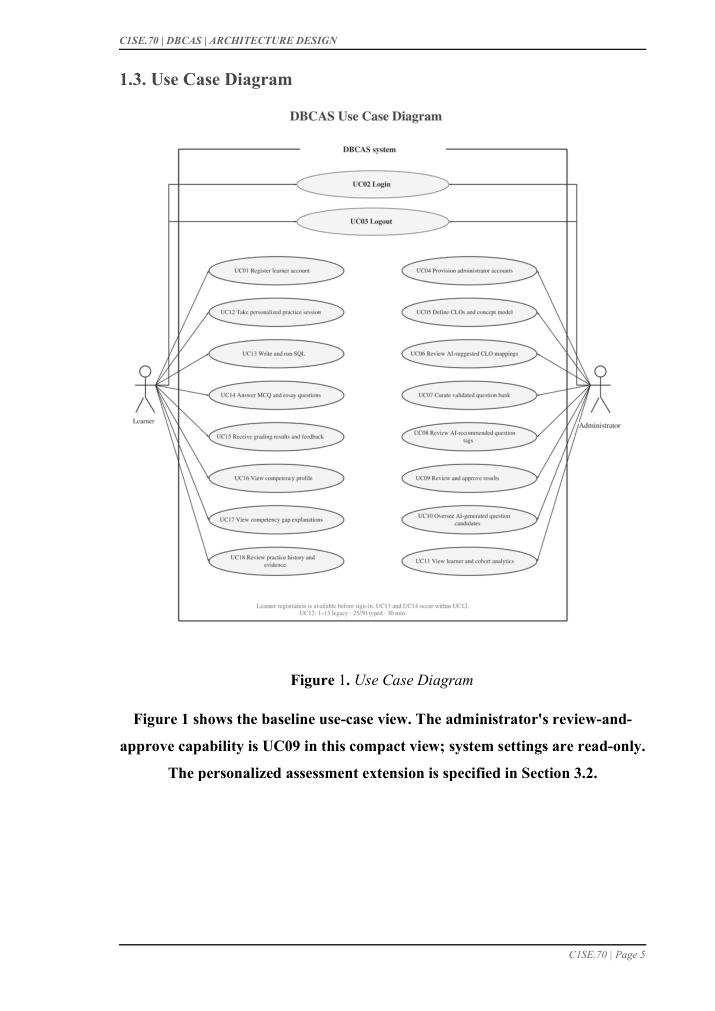 C1SE.70 | DBCAS | ARCHITECTURE DESIGN
1.3. Use Case Diagram
DBCAS Use Case Diagram
DBCAS system
UC02 Login
UC03 Logout
UC01 Register learner account
UC04 Provision administrator accounts
UC12 Take personalized practice session
UC05 Define CLOs and concept model
UC13 Write and run SQL
UC06 Review AI-suggested CLO mappings
UC14 Answer MCQ and essay questions
UC07 Curate validated question bank
Learner
Administrator
UC15 Receive grading results and feedback
UC08 Review AI-recommended question
tags
UC16 View competency profile
UC09 Review and approve results
UC17 View competency gap explanations
UC10 Oversee AI-generated question
candidates
UC18 Review practice history and
evidence
UC11 View learner and cohort analytics
Learner registration is available before sign-in. UC13 and UC14 occur within UC12.
UC12: 1–13 legacy · 25/50 typed · 30 min.
Figure 1. Use Case Diagram
Figure 1 shows the baseline use-case view. The administrator's review-and-
approve capability is UC09 in this compact view; system settings are read-only.
The personalized assessment extension is specified in Section 3.2.
C1SE.70 | Page 5